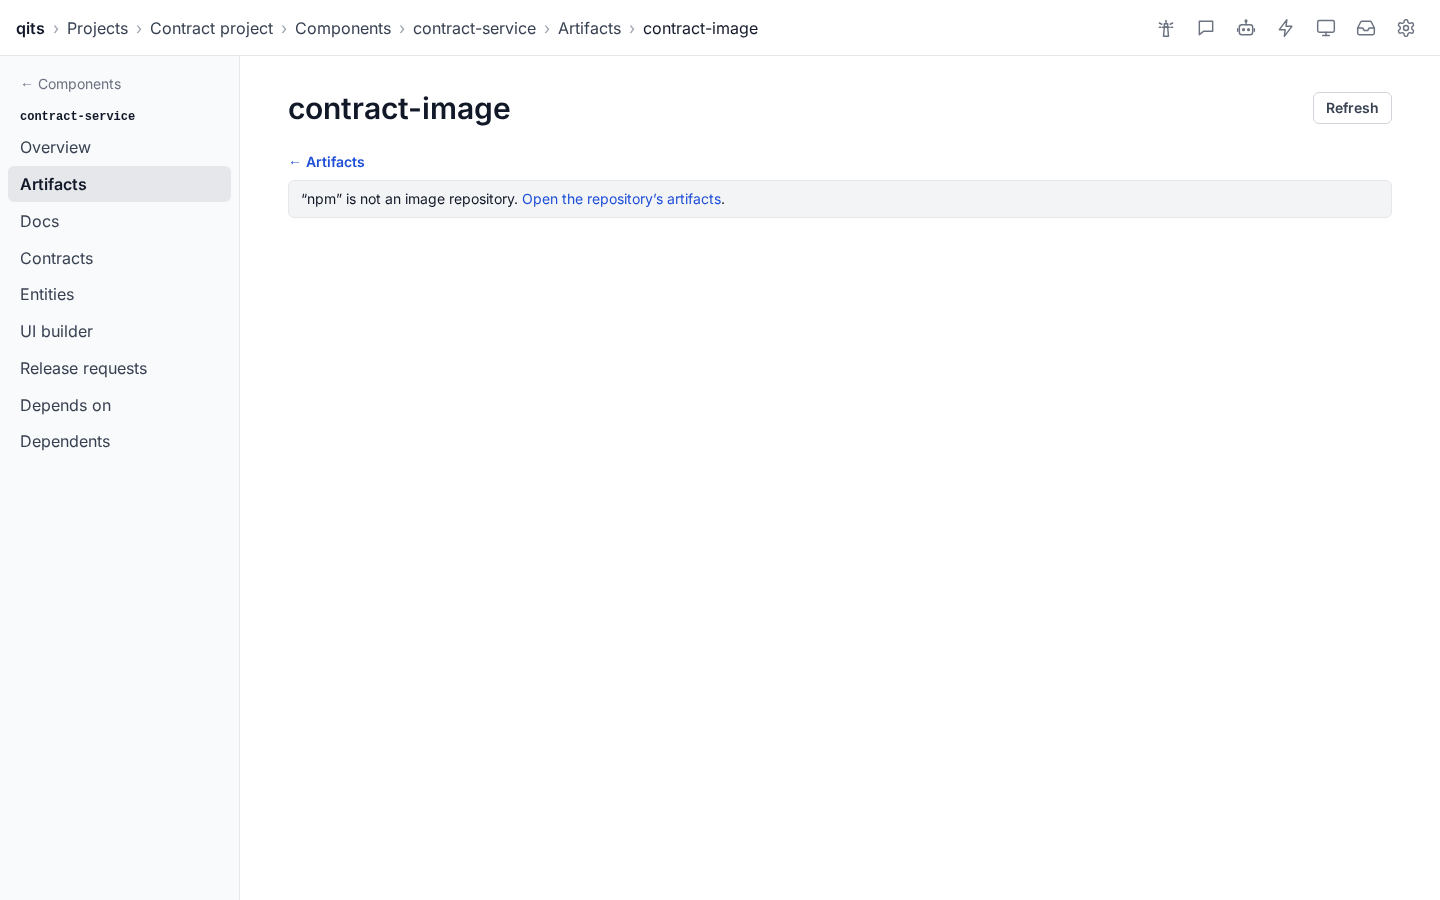 qits › Projects › Contract project › Components › contract-service › Artifacts › contract-image
← Components
contract-service
Overview
Artifacts
Docs
Contracts
Entities
UI builder
Release requests
Depends on
Dependents
contract-image
Refresh
← Artifacts
“npm” is not an image repository. Open the repository’s artifacts.